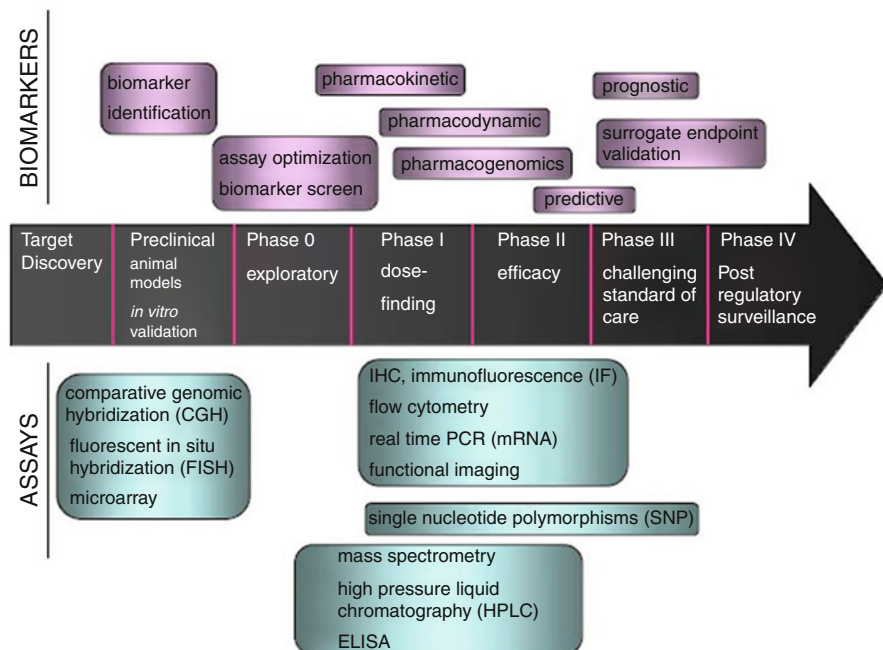 BIOMARKERS
biomarker
identification
assay optimization
biomarker screen
pharmacokinetic
pharmacodynamic
pharmacogenomics
predictive
prognostic
surrogate endpoint
validation
Target
Discovery
Preclinical
animal
models
in vitro
validation
Phase 0
exploratory
Phase I
dose-
finding
Phase II
efficacy
Phase III
challenging
standard of
care
Phase IV
Post
regulatory
surveillance
ASSAYS
comparative genomic
hybridization (CGH)
fluorescent in situ
hybridization (FISH)
microarray
IHC, immunofluorescence (IF)
flow cytometry
real time PCR (mRNA)
functional imaging
single nucleotide polymorphisms (SNP)
mass spectrometry
high pressure liquid
chromatography (HPLC)
ELISA